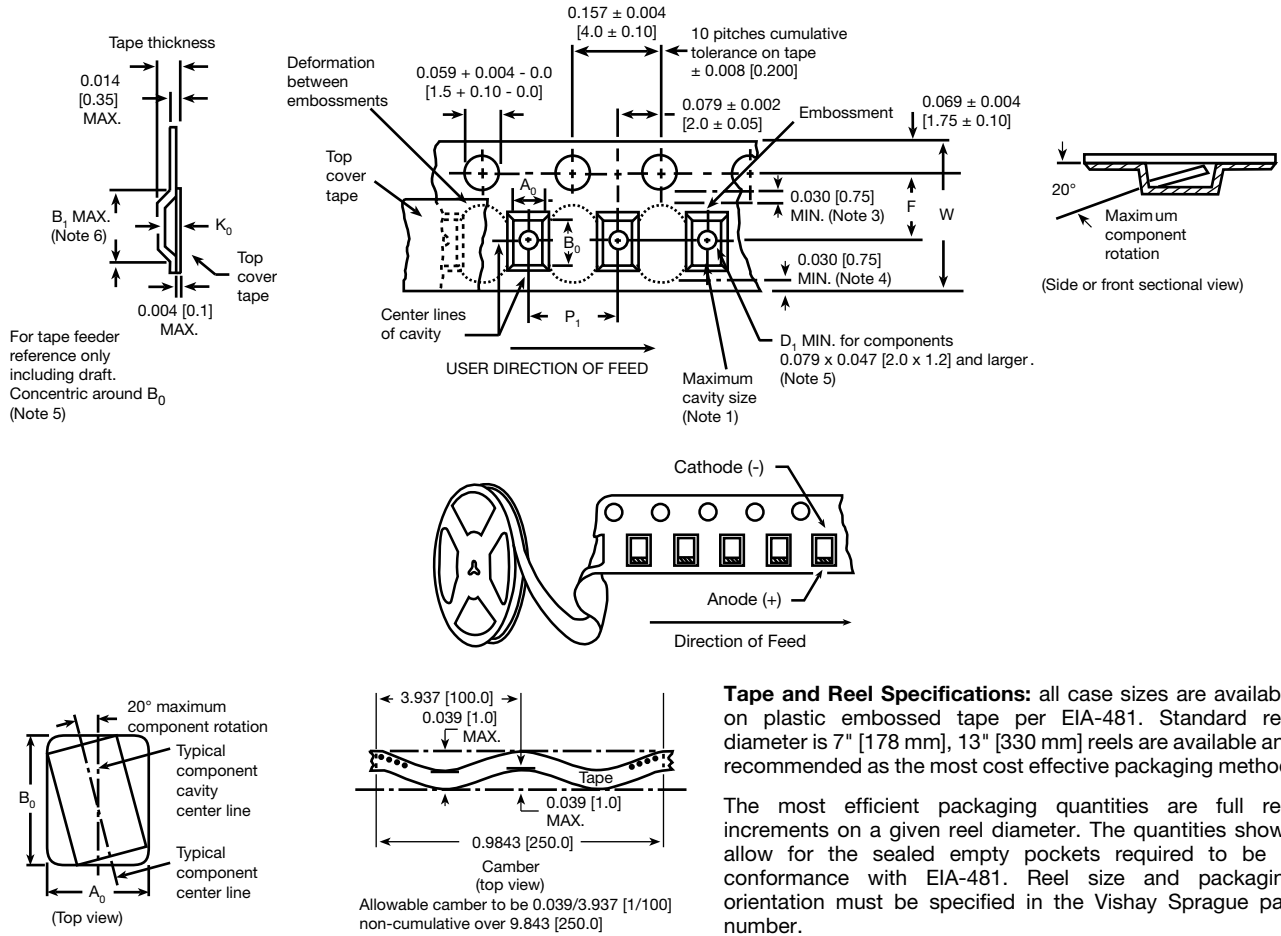 Tape thickness
0.014
[0.35]
MAX.
B1 MAX.
(Note 6)
K0
Top
cover
tape
0.004 [0.1]
MAX.
For tape feeder
reference only
including draft.
Concentric around B0
(Note 5)
Deformation
between
embossments
Top
cover
tape
0.059 + 0.004 - 0.0
[1.5 + 0.10 - 0.0]
0.157 ± 0.004
[4.0 ± 0.10]
10 pitches cumulative
tolerance on tape
± 0.008 [0.200]
0.079 ± 0.002
[2.0 ± 0.05]
Embossment
0.069 ± 0.004
[1.75 ± 0.10]
A0
B0
0.030 [0.75]
MIN. (Note 3)
F
W
0.030 [0.75]
MIN. (Note 4)
Center lines
of cavity
P1
USER DIRECTION OF FEED
Maximum
cavity size
(Note 1)
D1 MIN. for components
0.079 x 0.047 [2.0 x 1.2] and larger.
(Note 5)
20°
Maximum
component
rotation
(Side or front sectional view)
Cathode (-)
Anode (+)
Direction of Feed
20° maximum
component rotation
Typical
component
cavity
center line
B0
Typical
component
center line
A0
(Top view)
3.937 [100.0]
0.039 [1.0]
MAX.
Tape
0.039 [1.0]
MAX.
0.9843 [250.0]
Camber
(top view)
Allowable camber to be 0.039/3.937 [1/100]
non-cumulative over 9.843 [250.0]
Tape and Reel Specifications: all case sizes are availab
on plastic embossed tape per EIA-481. Standard re
diameter is 7" [178 mm], 13" [330 mm] reels are available an
recommended as the most cost effective packaging metho
The most efficient packaging quantities are full re
increments on a given reel diameter. The quantities show
allow for the sealed empty pockets required to be
conformance with EIA-481. Reel size and packagin
orientation must be specified in the Vishay Sprague pa
number.